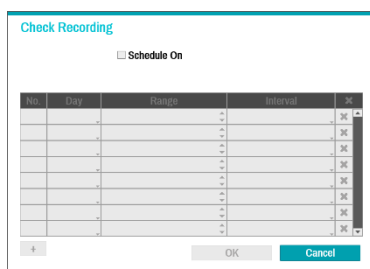 Check Recording
Schedule On
No. Day Range Interval ✕
✕
✕
✕
✕
✕
✕
✕
✕
+
OK Cancel